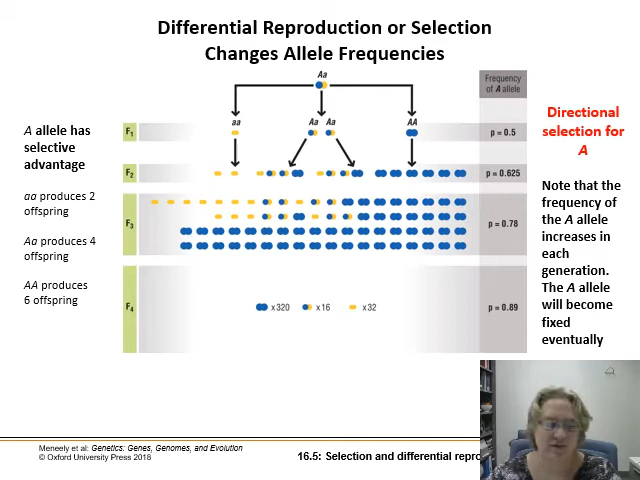 Differential Reproduction or Selection
Changes Allele Frequencies
Aa
Frequency
of A allele
aa
Aa
Aa
AA
F1
p = 0.5
F2
p = 0.625
F3
p = 0.78
F4
x 320
x 16
x 32
p = 0.89
A allele has
selective
advantage
aa produces 2
offspring
Aa produces 4
offspring
AA produces
6 offspring
Directional
selection for
A
Note that the
frequency of
the A allele
increases in
each
generation.
The A allele
will become
fixed
eventually
Meneely et al: Genetics: Genes, Genomes, and Evolution
© Oxford University Press 2018
16.5: Selection and differential repro